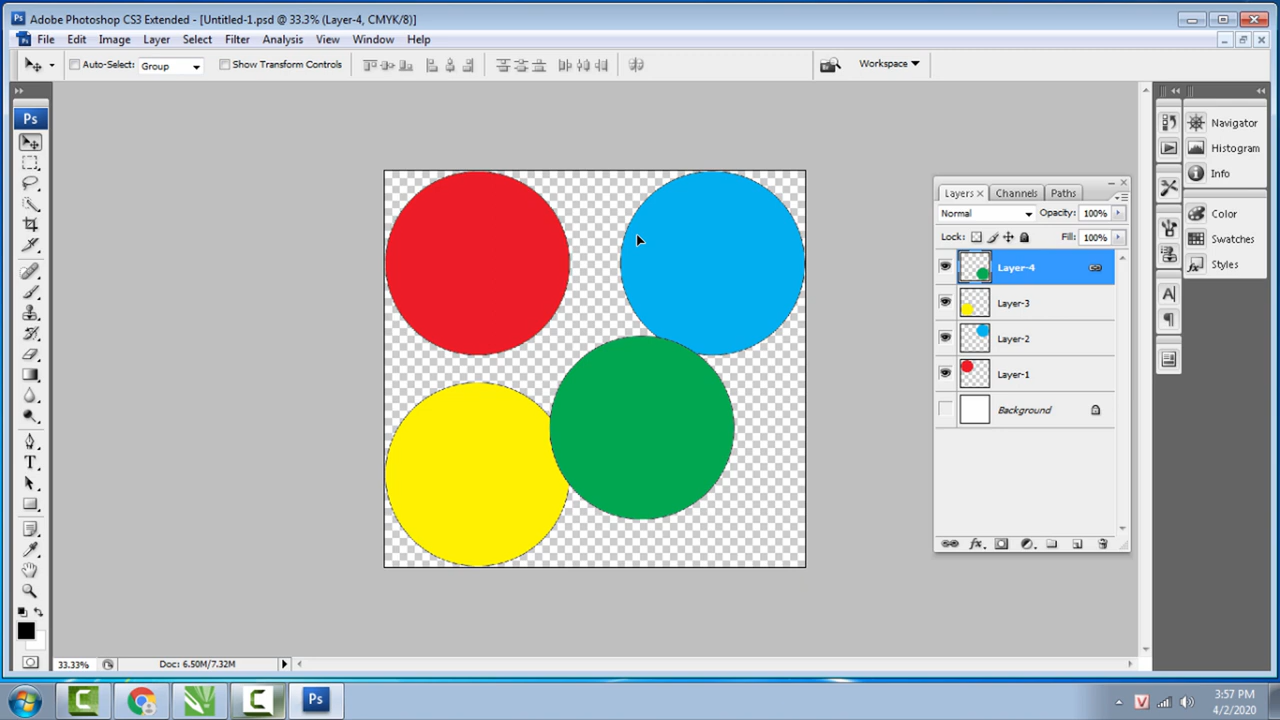 Adobe Photoshop CS3 Extended - [Untitled-1.psd @ 33.3% (Layer-4, CMYK/8)]
File Edit Image Layer Select Filter Analysis View Window Help
Auto-Select: Group Show Transform Controls Workspace
Ps
T
Navigator
Histogram
Info
Color
Swatches
Styles
A
Layers Channels Paths
Normal Opacity: 100%
Lock: Fill: 100%
Layer-4
Layer-3
Layer-2
Layer-1
Background
fx
33.33% Doc: 6.50M/7.32M
Ps
V
3:57 PM
4/2/2020